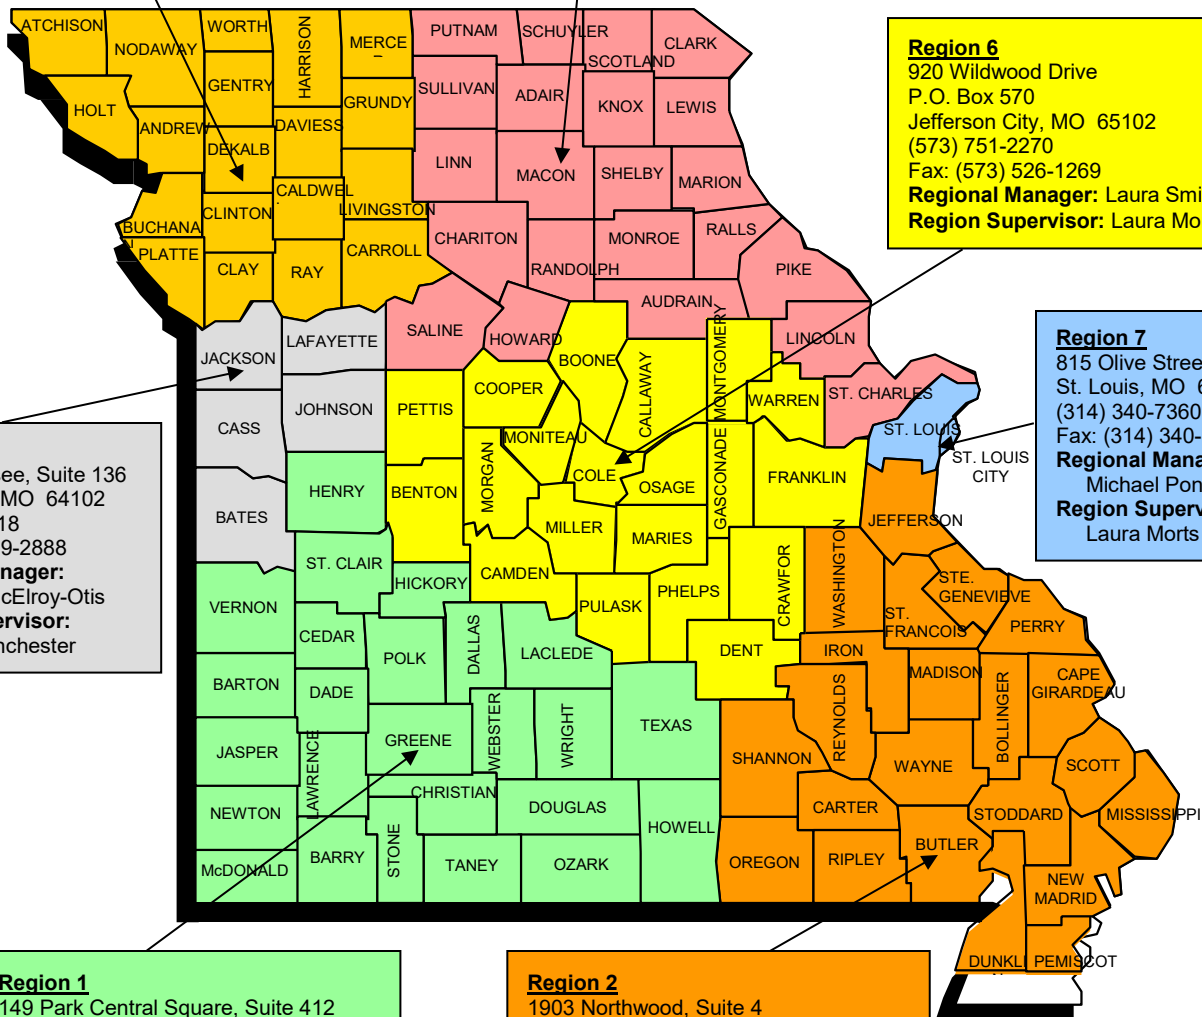 ATCHISON
NODAWAY
WORTH
HARRISON
MERCE
PUTNAM
SCHUYLER
SCOTLAND
CLARK
HOLT
GENTRY
GRUNDY
SULLIVAN
ADAIR
KNOX
LEWIS
ANDREW
DAVIESS
DEKALB
LINN
MACON
SHELBY
MARION
CALDWEL
BUCHANA
N
CLINTON
LIVINGSTON
PLATTE
CLAY
RAY
CARROLL
CHARITON
RANDOLPH
MONROE
RALLS
PIKE
AUDRAIN
JACKSON
LAFAYETTE
SALINE
HOWARD
BOONE
CALLAWAY
MONTGOMERY
LINCOLN
CASS
JOHNSON
PETTIS
COOPER
MONITEAU
WARREN
ST. CHARLES
ST. LOUIS
ST. LOUIS
CITY
BATES
HENRY
BENTON
MORGAN
COLE
OSAGE
GASCONADE
FRANKLIN
MILLER
MARIES
JEFFERSON
VERNON
ST. CLAIR
HICKORY
CAMDEN
PULASK
PHELPS
CRAWFOR
WASHINGTON
STE.
GENEVIEVE
ST.
FRANCOIS
PERRY
CEDAR
POLK
DALLAS
LACLEDE
DENT
IRON
MADISON
CAPE
GIRARDEAU
BARTON
DADE
BOLLINGER
JASPER
LAWRENCE
GREENE
WEBSTER
WRIGHT
TEXAS
SHANNON
REYNOLDS
WAYNE
SCOTT
NEWTON
CHRISTIAN
DOUGLAS
HOWELL
CARTER
STODDARD
MISSISSIPPI
McDONALD
BARRY
STONE
TANEY
OZARK
OREGON
RIPLEY
BUTLER
NEW
MADRID
DUNKLI
PEMISCOT
Region 6
920 Wildwood Drive
P.O. Box 570
Jefferson City, MO 65102
(573) 751-2270
Fax: (573) 526-1269
Regional Manager: Laura Smi
Region Supervisor: Laura Mo
Region 7
815 Olive Stree
St. Louis, MO 6
(314) 340-7360
Fax: (314) 340-
Regional Mana
Michael Pon
Region Superv
Laura Morts
see, Suite 136
MO 64102
18
9-2888
nager:
cElroy-Otis
ervisor:
nchester
Region 1
149 Park Central Square, Suite 412
Region 2
1903 Northwood, Suite 4